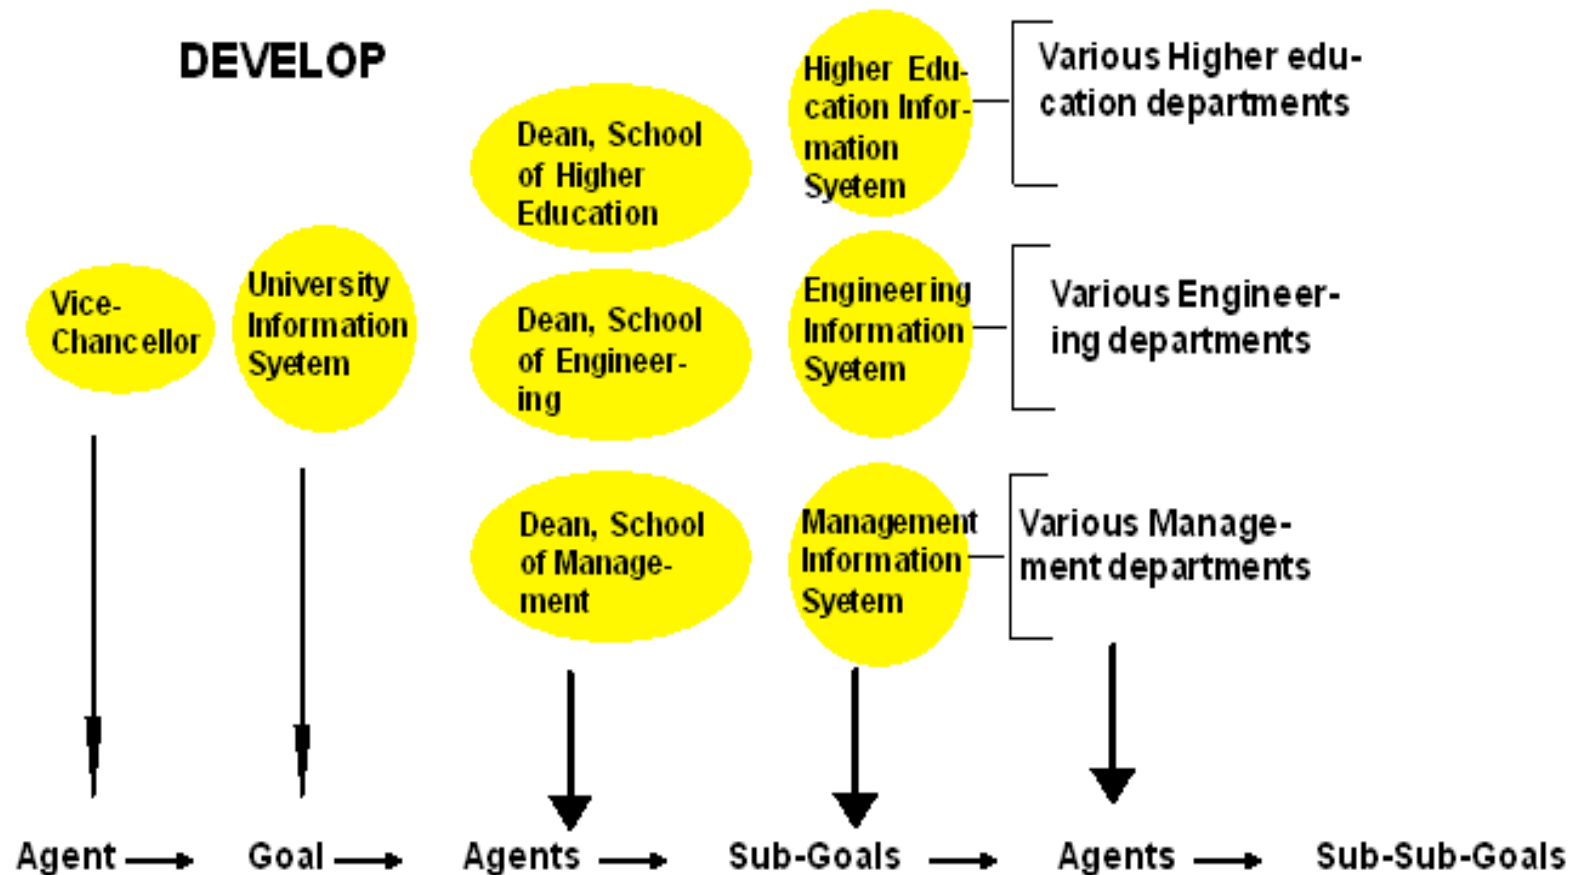 DEVELOP
Vice-
Chancellor
University
Information
Syetem
Dean, School
of Higher
Education
Dean, School
of Engineer-
ing
Dean, School
of Manage-
ment
Higher Edu-
cation Infor-
mation
Syetem
Engineering
Information
Syetem
Management
Information
Syetem
Various Higher edu-
cation departments
Various Engineer-
ing departments
Various Manage-
ment departments
Agent
Goal
Agents
Sub-Goals
Agents
Sub-Sub-Goals